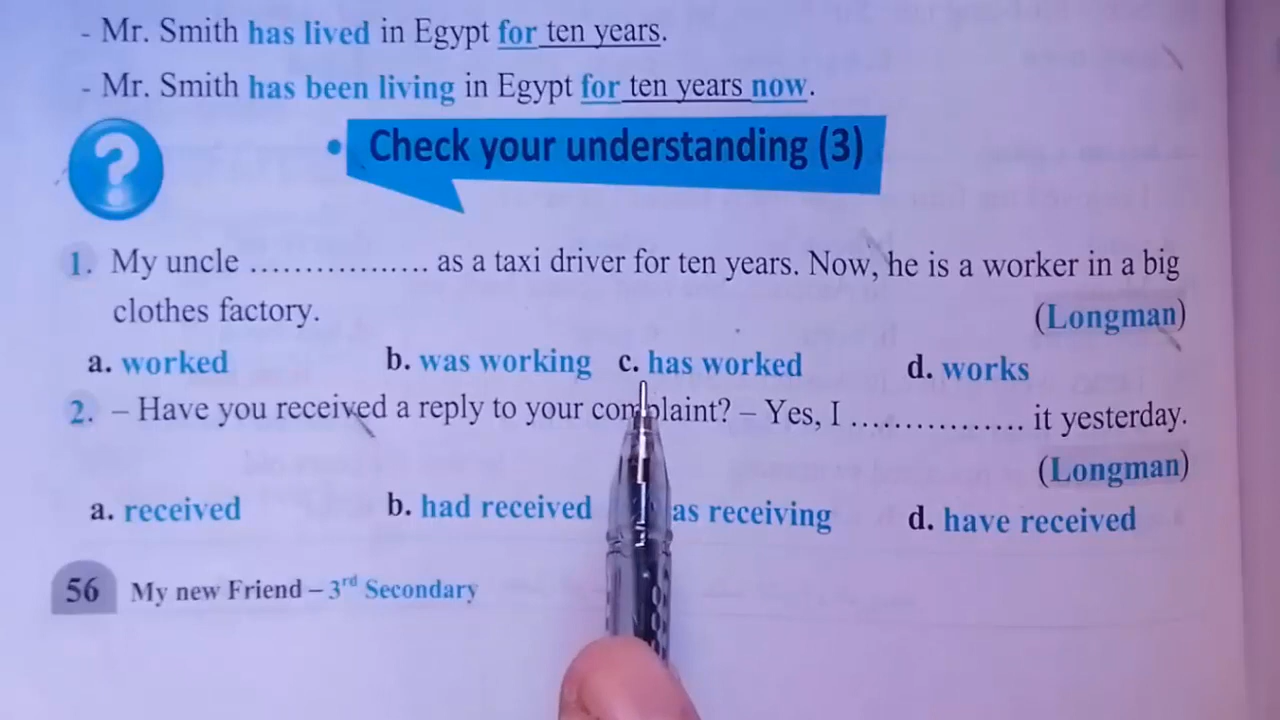 - Mr. Smith has lived in Egypt for ten years.
- Mr. Smith has been living in Egypt for ten years now.
?
• Check your understanding (3)
1. My uncle ................. as a taxi driver for ten years. Now, he is a worker in a big
clothes factory. (Longman)
a. worked b. was working c. has worked d. works
2. – Have you received a reply to your complaint? – Yes, I ................ it yesterday.
(Longman)
a. received b. had received as receiving d. have received
56 My new Friend – 3rd Secondary